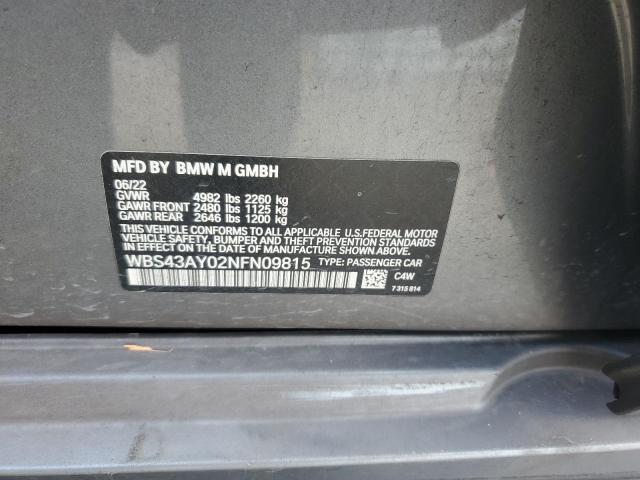 MFD BY BMW M GMBH
06/22
GVWR 4982 lbs 2260 kg
GAWR FRONT 2480 lbs 1125 kg
GAWR REAR 2646 lbs 1200 kg
THIS VEHICLE CONFORMS TO ALL APPLICABLE U.S.FEDERAL MOTOR
VEHICLE SAFETY, BUMPER, AND THEFT PREVENTION STANDARDS
IN EFFECT ON THE DATE OF MANUFACTURE SHOWN ABOVE.
WBS43AY02NFN09815 TYPE: PASSENGER CAR
C4W
7 315 814